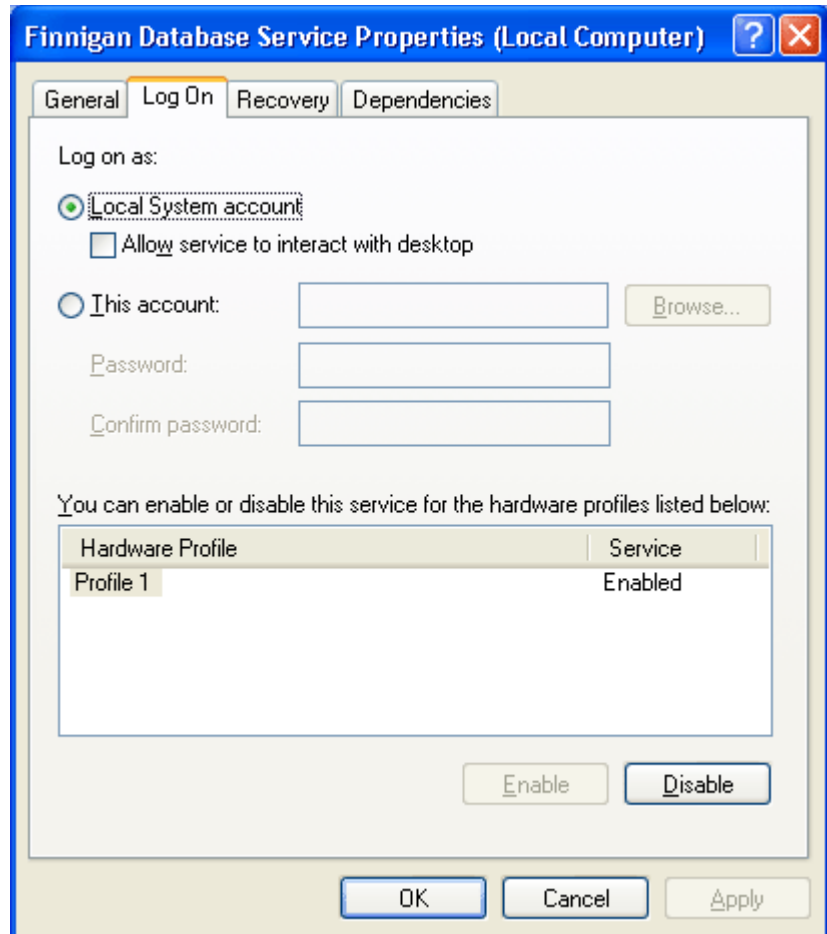 Finnigan Database Service Properties (Local Computer)
General Log On Recovery Dependencies
Log on as:
Local System account
Allow service to interact with desktop
This account:
Browse...
Password:
Confirm password:
You can enable or disable this service for the hardware profiles listed below:
Hardware Profile Service
Profile 1 Enabled
Enable Disable
OK Cancel Apply